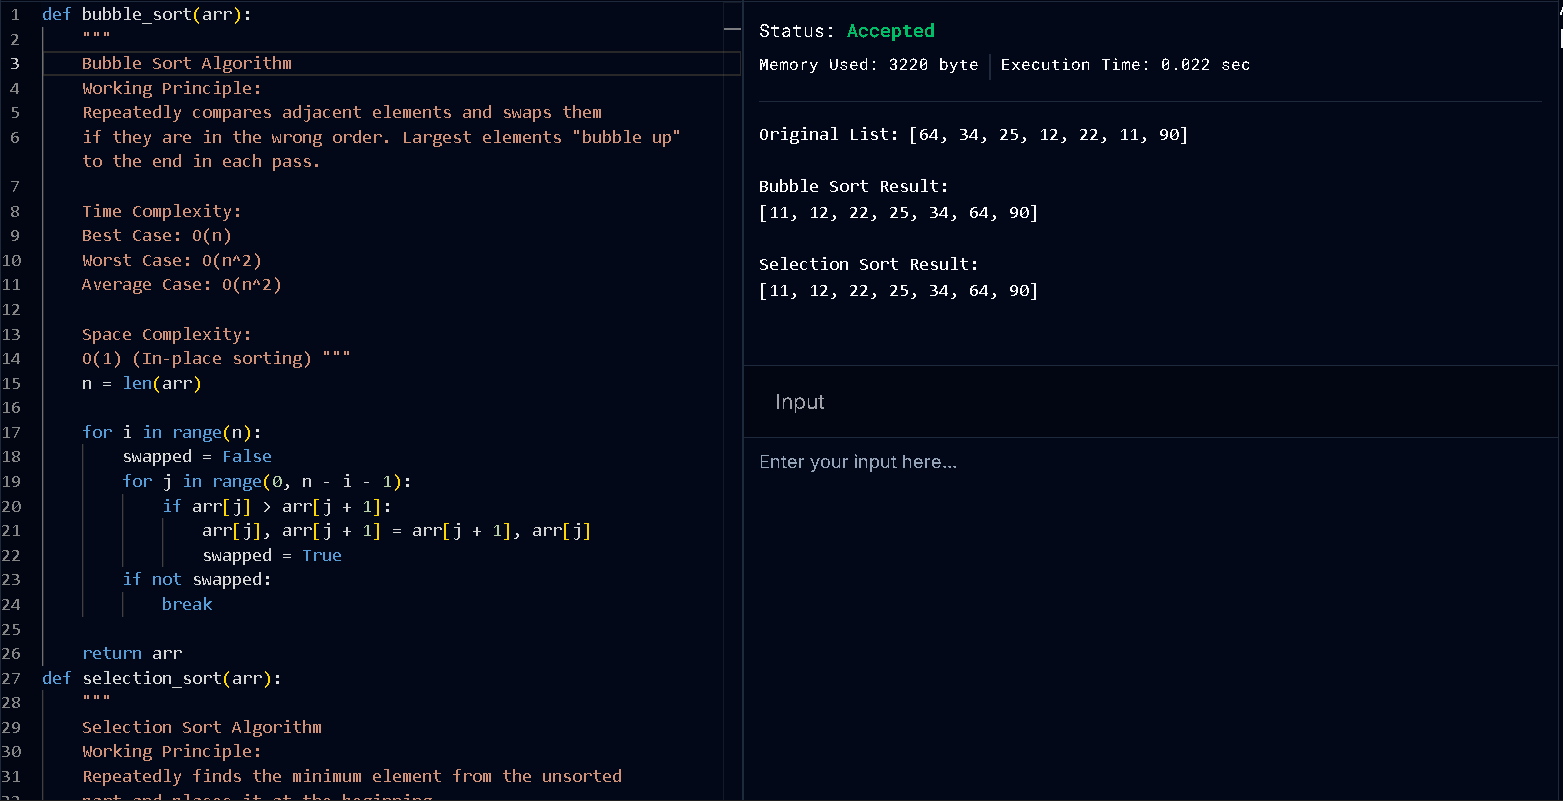 1 def bubble_sort(arr):
2 """
3 Bubble Sort Algorithm
4 Working Principle:
5 Repeatedly compares adjacent elements and swaps them
6 if they are in the wrong order. Largest elements "bubble up"
to the end in each pass.
7
8 Time Complexity:
9 Best Case: O(n)
10 Worst Case: O(n^2)
11 Average Case: O(n^2)
12
13 Space Complexity:
14 O(1) (In-place sorting) """
15 n = len(arr)
16
17 for i in range(n):
18 swapped = False
19 for j in range(0, n - i - 1):
20 if arr[j] > arr[j + 1]:
21 arr[j], arr[j + 1] = arr[j + 1], arr[j]
22 swapped = True
23 if not swapped:
24 break
25
26 return arr
27 def selection_sort(arr):
28 """
29 Selection Sort Algorithm
30 Working Principle:
31 Repeatedly finds the minimum element from the unsorted
32 part and places it at the beginning
Status: Accepted
Memory Used: 3220 byte | Execution Time: 0.022 sec
Original List: [64, 34, 25, 12, 22, 11, 90]
Bubble Sort Result:
[11, 12, 22, 25, 34, 64, 90]
Selection Sort Result:
[11, 12, 22, 25, 34, 64, 90]
Input
Enter your input here...